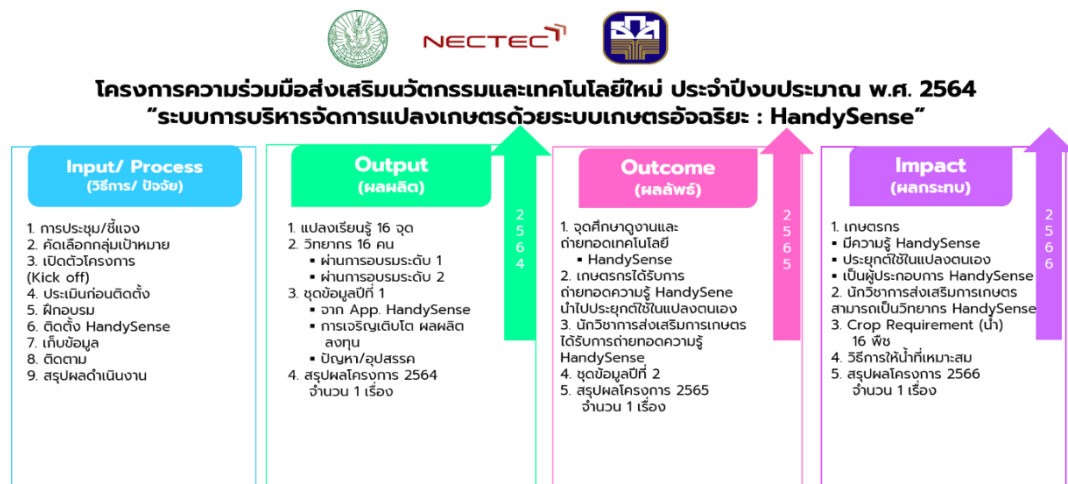 NECTEC
ธกส
โครงการความร่วมมือส่งเสริมนวัตกรรมและเทคโนโลยีใหม่ ประจำปีงบประมาณ พ.ศ. 2564
“ระบบการบริหารจัดการแปลงเกษตรด้วยระบบเกษตรอัจฉริยะ : HandySense“
Input/ Process
(วิธีการ/ ปัจจัย)
1. การประชุม/ชี้แจง
2. คัดเลือกกลุ่มเป้าหมาย
3. เปิดตัวโครงการ
(Kick off)
4. ประเมินก่อนติดตั้ง
5. ฝึกอบรม
6. ติดตั้ง HandySense
7. เก็บข้อมูล
8. ติดตาม
9. สรุปผลดำเนินงาน
Output
(ผลผลิต)
1. แปลงเรียนรู้ 16 จุด
2. วิทยากร 16 คน
▪ ผ่านการอบรมระดับ 1
▪ ผ่านการอบรมระดับ 2
3. ชุดข้อมูลปีที่ 1
▪ จาก App. HandySense
▪ การเจริญเติบโต ผลผลิต
ลงทุน
▪ ปัญหา/อุปสรรค
4. สรุปผลโครงการ 2564
จำนวน 1 เรื่อง
2564
Outcome
(ผลลัพธ์)
1. จุดศึกษาดูงานและ
ถ่ายทอดเทคโนโลยี
▪ HandySense
2. เกษตรกรได้รับการ
ถ่ายทอดความรู้ HandySene
นำไปประยุกต์ใช้ในแปลงตนเอง
3. นักวิชาการส่งเสริมการเกษตร
ได้รับการถ่ายทอดความรู้
HandySense
4. ชุดข้อมูลปีที่ 2
5. สรุปผลโครงการ 2565
จำนวน 1 เรื่อง
2565
Impact
(ผลกระทบ)
1. เกษตรกร
▪ มีความรู้ HandySense
▪ ประยุกต์ใช้ในแปลงตนเอง
▪ เป็นผู้ประกอบการ HandySense
2. นักวิชาการส่งเสริมการเกษตร
สามารถเป็นวิทยากร HandySense
3. Crop Requirement (น้ำ)
16 พืช
4. วิธีการให้น้ำที่เหมาะสม
5. สรุปผลโครงการ 2566
จำนวน 1 เรื่อง
2566